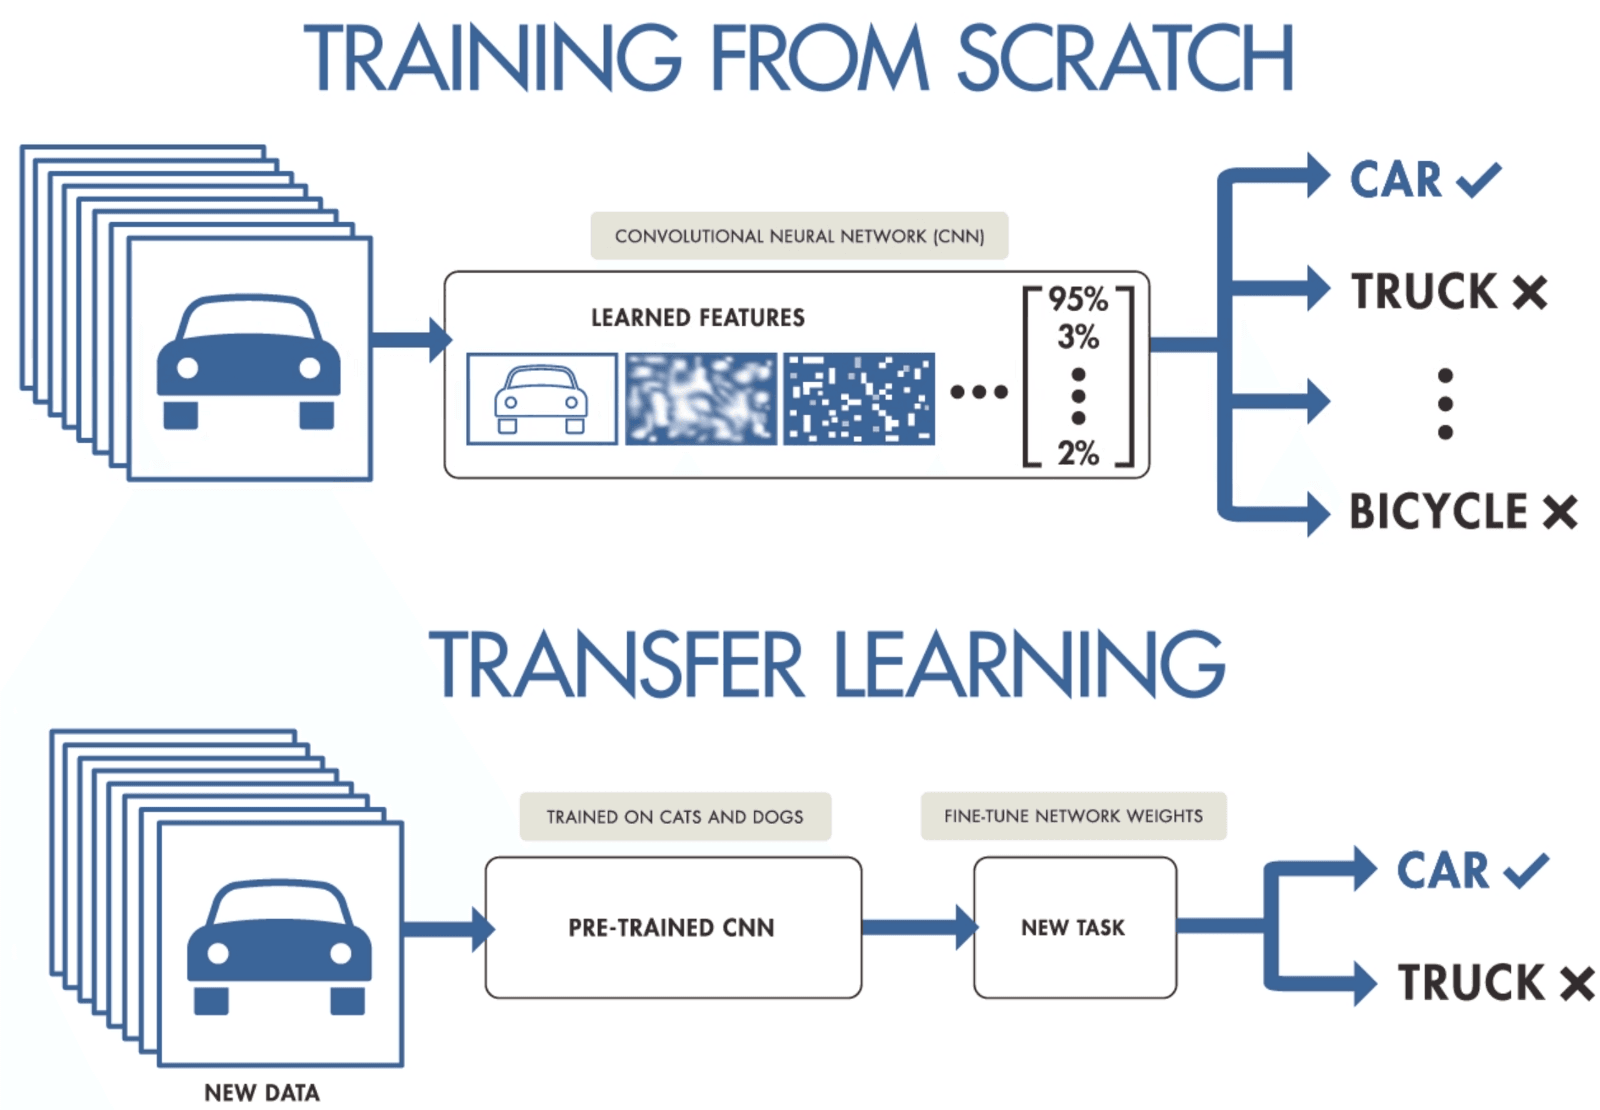 TRAINING FROM SCRATCH
CONVOLUTIONAL NEURAL NETWORK (CNN)
LEARNED FEATURES
95%
3%
2%
CAR
TRUCK
BICYCLE
TRANSFER LEARNING
TRAINED ON CATS AND DOGS
FINE-TUNE NETWORK WEIGHTS
PRE-TRAINED CNN
NEW TASK
CAR
TRUCK
NEW DATA